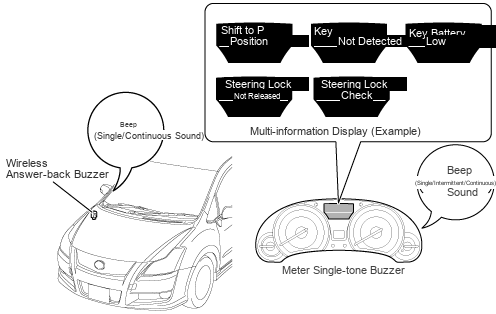 Shift to P
Position
Key
Not Detected
Key Battery
Low
Steering Lock
Not Released
Steering Lock
Check
Multi-information Display (Example)
Beep
(Single/Continuous Sound)
Wireless
Answer-back Buzzer
Beep
(Single/Intermittent/Continuous)
Sound
Meter Single-tone Buzzer